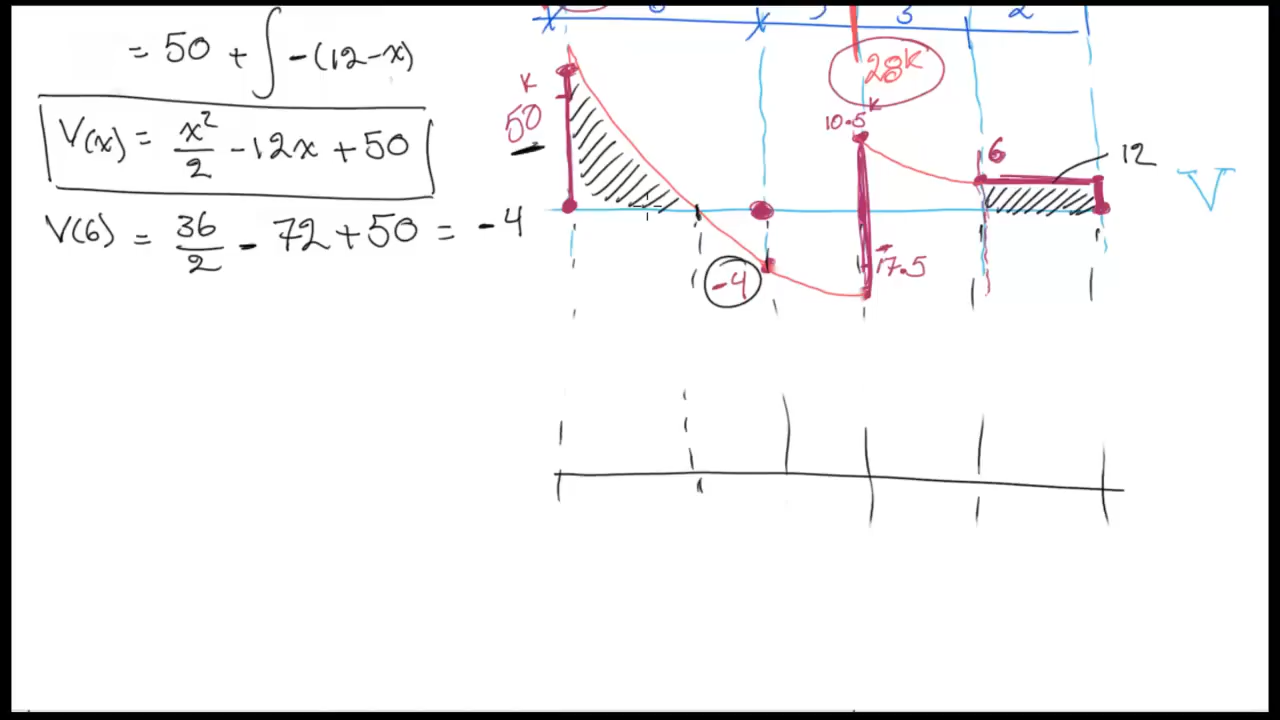 = 50 + ∫ -(12-x)
V(x) = x²/2 - 12x + 50
V(6) = 36/2 - 72 + 50 = -4
3 2
28ᴷ
K
50
K
10.5
6
12
V
-4
-17.5